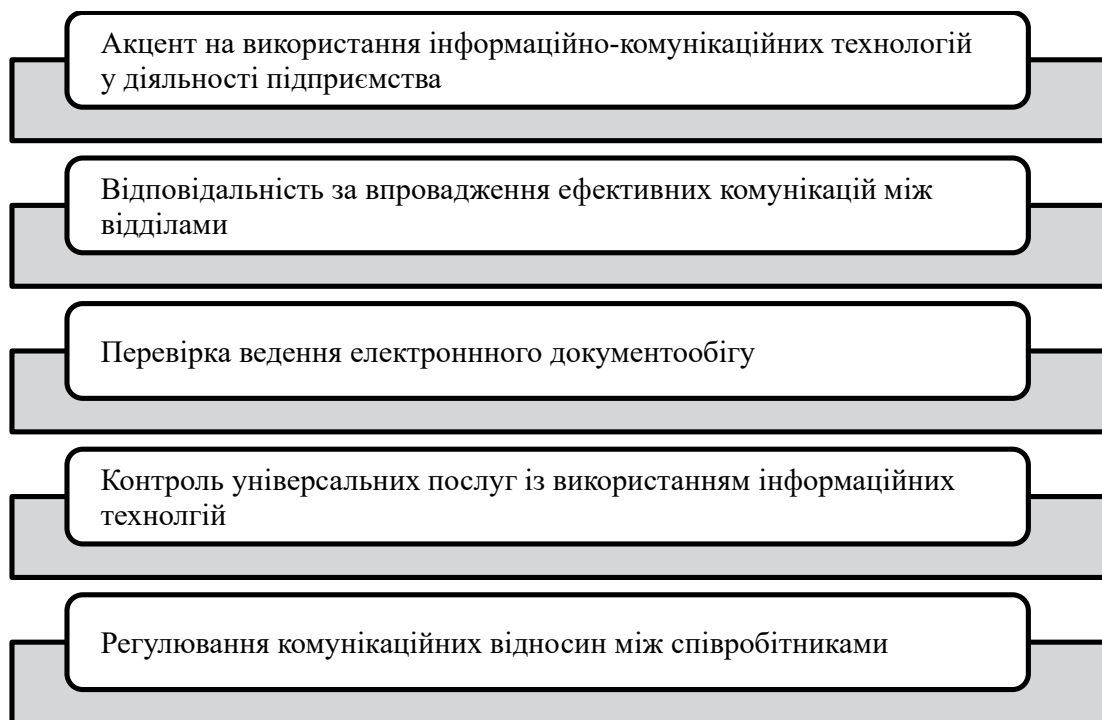 Акцент на використання інформаційно-комунікаційних технологій
у діяльності підприємства
Відповідальність за впровадження ефективних комунікацій між
відділами
Перевірка ведення електроннного документообігу
Контроль універсальних послуг із використанням інформаційних
технолгій
Регулювання комунікаційних відносин між співробітниками